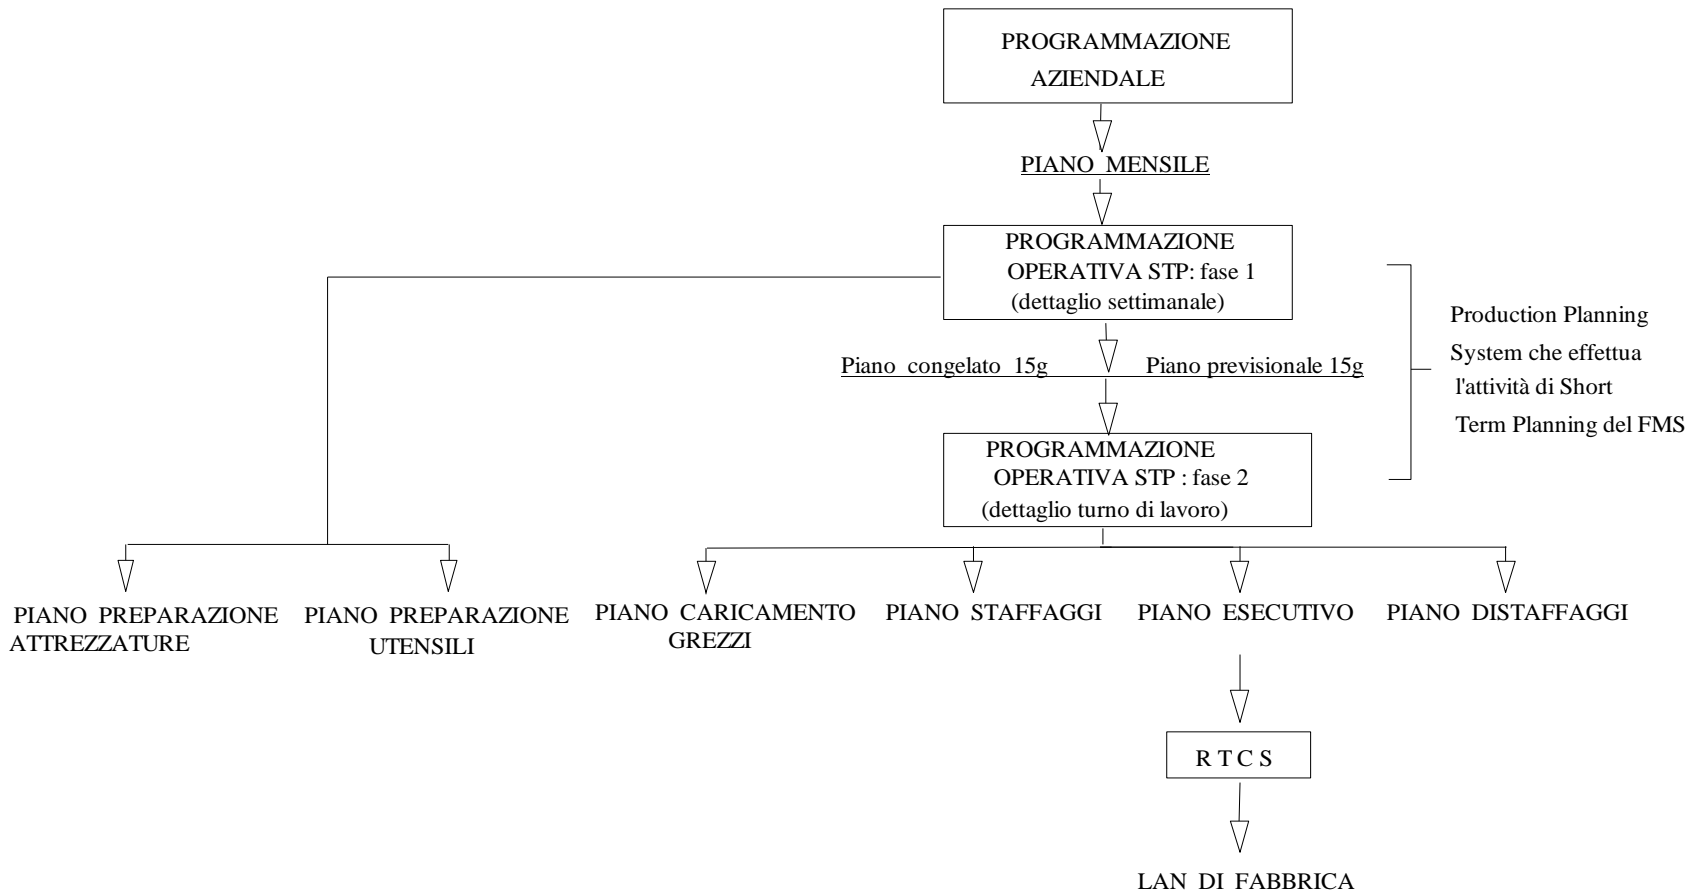 PROGRAMMAZIONE
AZIENDALE
PIANO MENSILE
PROGRAMMAZIONE
OPERATIVA STP: fase 1
(dettaglio settimanale)
Production Planning
System che effettua
l'attività di Short
Term Planning del FMS
Piano congelato 15g Piano previsionale 15g
PROGRAMMAZIONE
OPERATIVA STP : fase 2
(dettaglio turno di lavoro)
PIANO PREPARAZIONE
ATTREZZATURE
PIANO PREPARAZIONE
UTENSILI
PIANO CARICAMENTO
GREZZI
PIANO STAFFAGGI
PIANO ESECUTIVO
PIANO DISTAFFAGGI
R T C S
LAN DI FABBRICA